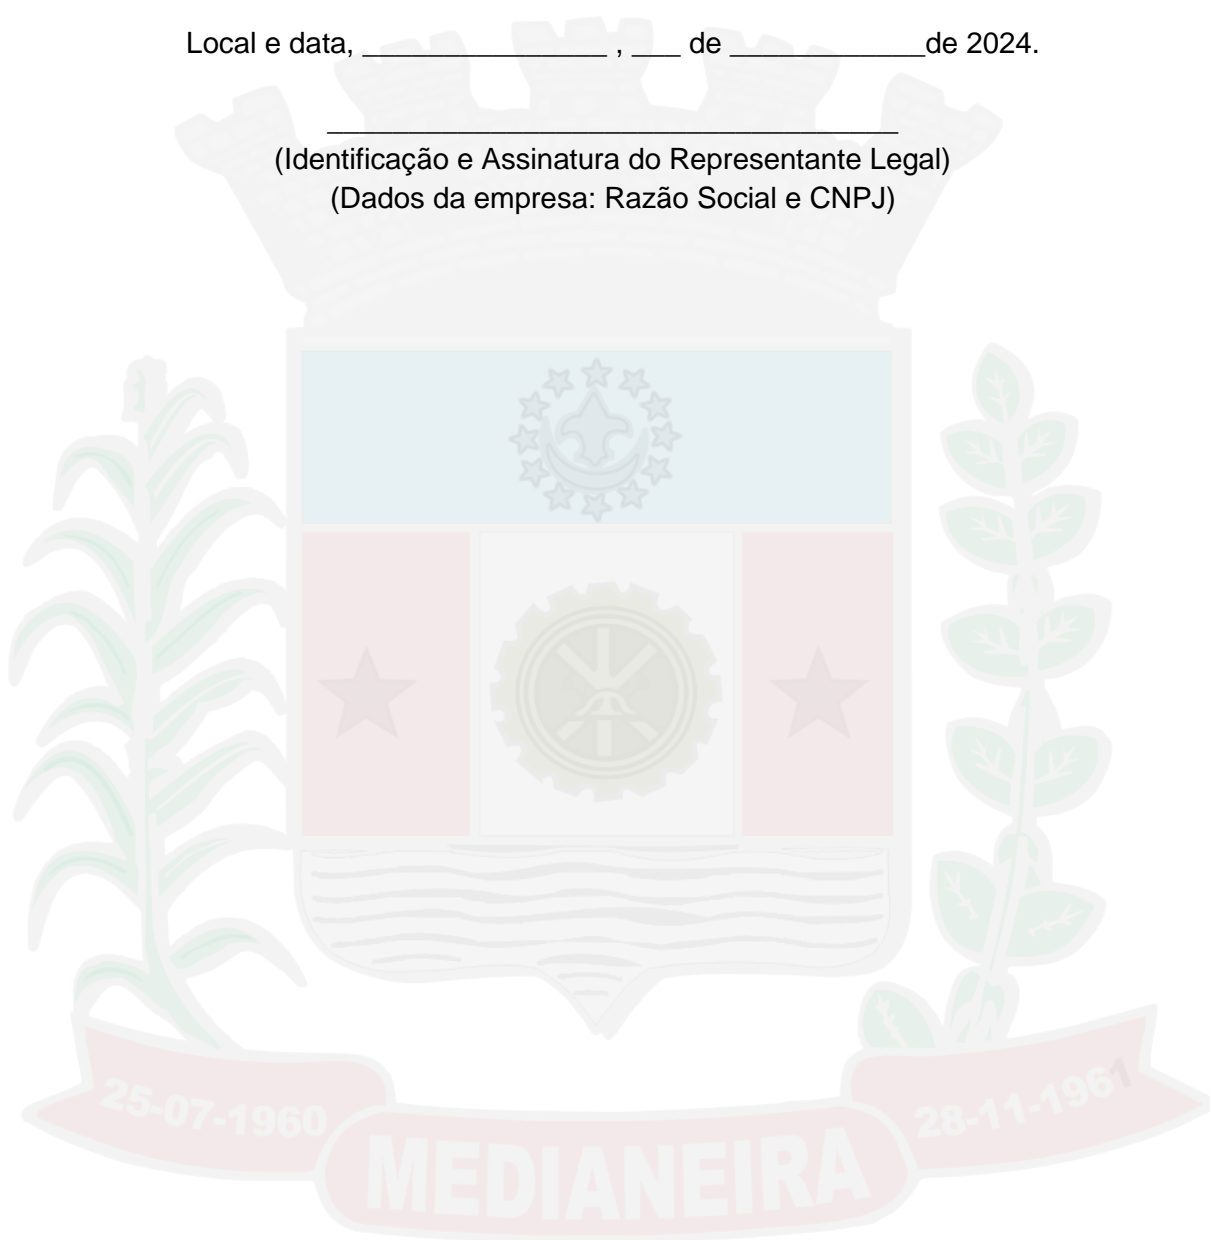 Local e data, _______________ , ___ de ____________de 2024.
___________________________________
(Identificação e Assinatura do Representante Legal)
(Dados da empresa: Razão Social e CNPJ)
25-07-1960
28-11-1961
MEDIANEIRA